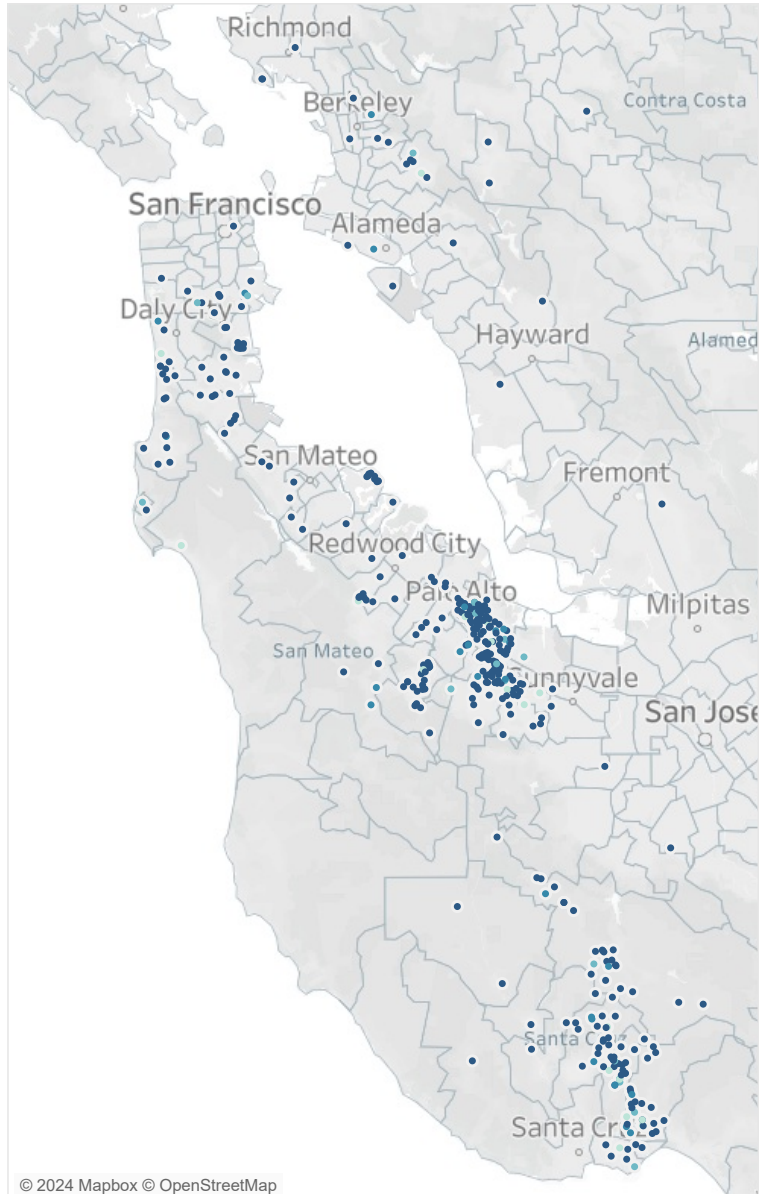 Richmond
Berkeley
Contra Costa
San Francisco
Alameda
Daly City
Hayward
Alamed
San Mateo
Fremont
Redwood City
Palo Alto
Milpitas
San Mateo
Sunnyvale
San Jose
Santa Cruz
Santa Cruz
© 2024 Mapbox © OpenStreetMap